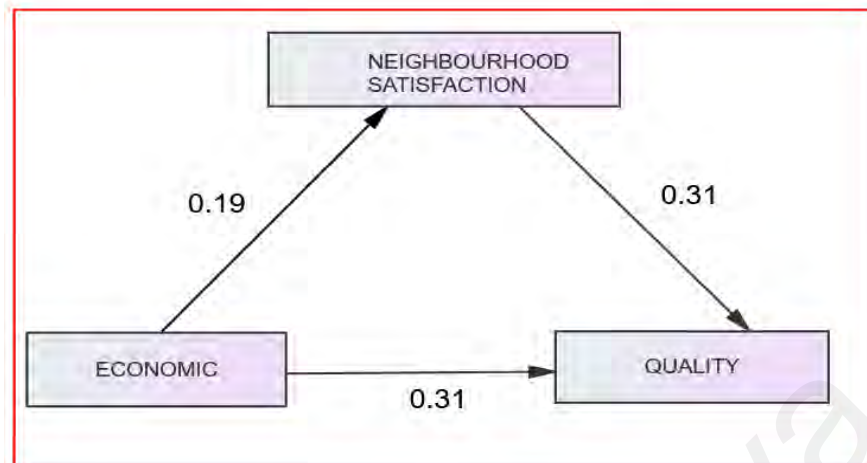 NEIGHBOURHOOD
SATISFACTION
0.19
0.31
ECONOMIC
QUALITY
0.31